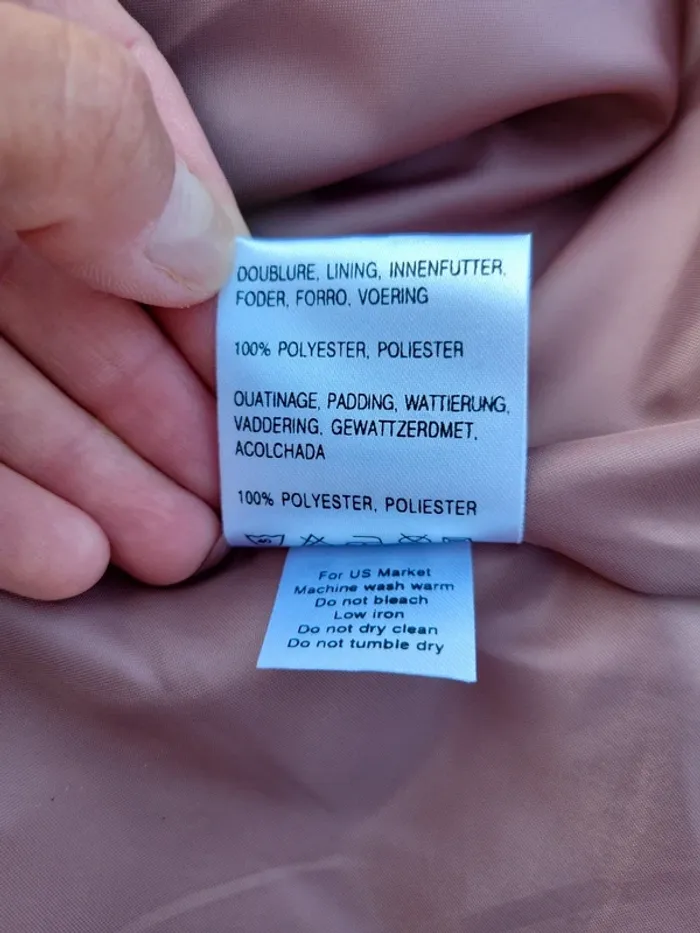 DOUBLURE, LINING, INNENFUTTER,
FODER, FORRO, VOERING
100% POLYESTER, POLIESTER
OUATINAGE, PADDING, WATTIERUNG,
VADDERING, GEWATTZERDMET,
ACOLCHADA
100% POLYESTER, POLIESTER
For US Market
Machine wash warm
Do not bleach
Low iron
Do not dry clean
Do not tumble dry